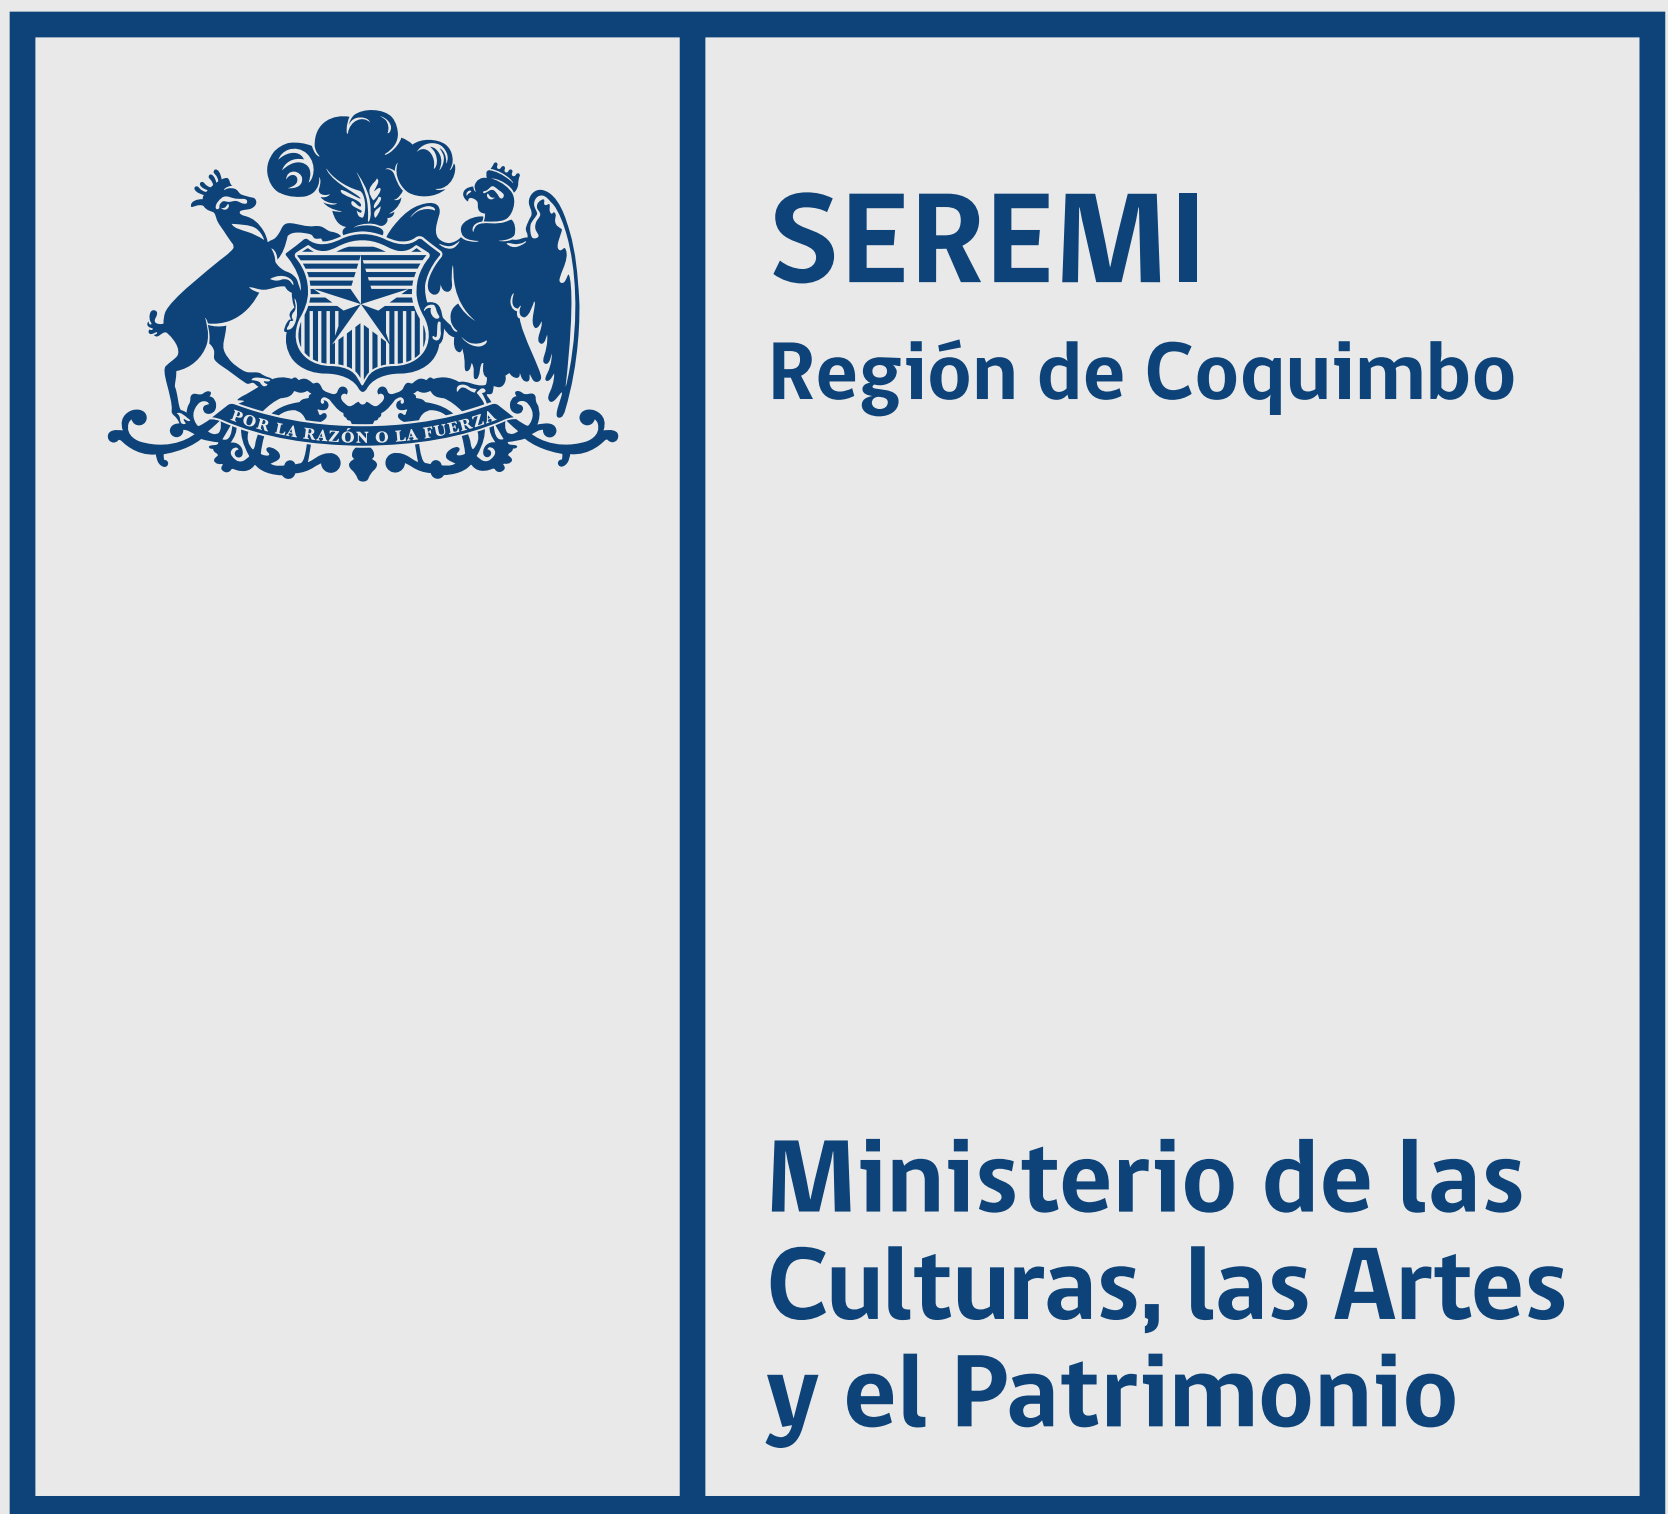 POR LA RAZÓN O LA FUERZA
SEREMI
Región de Coquimbo
Ministerio de las
Culturas, las Artes
y el Patrimonio